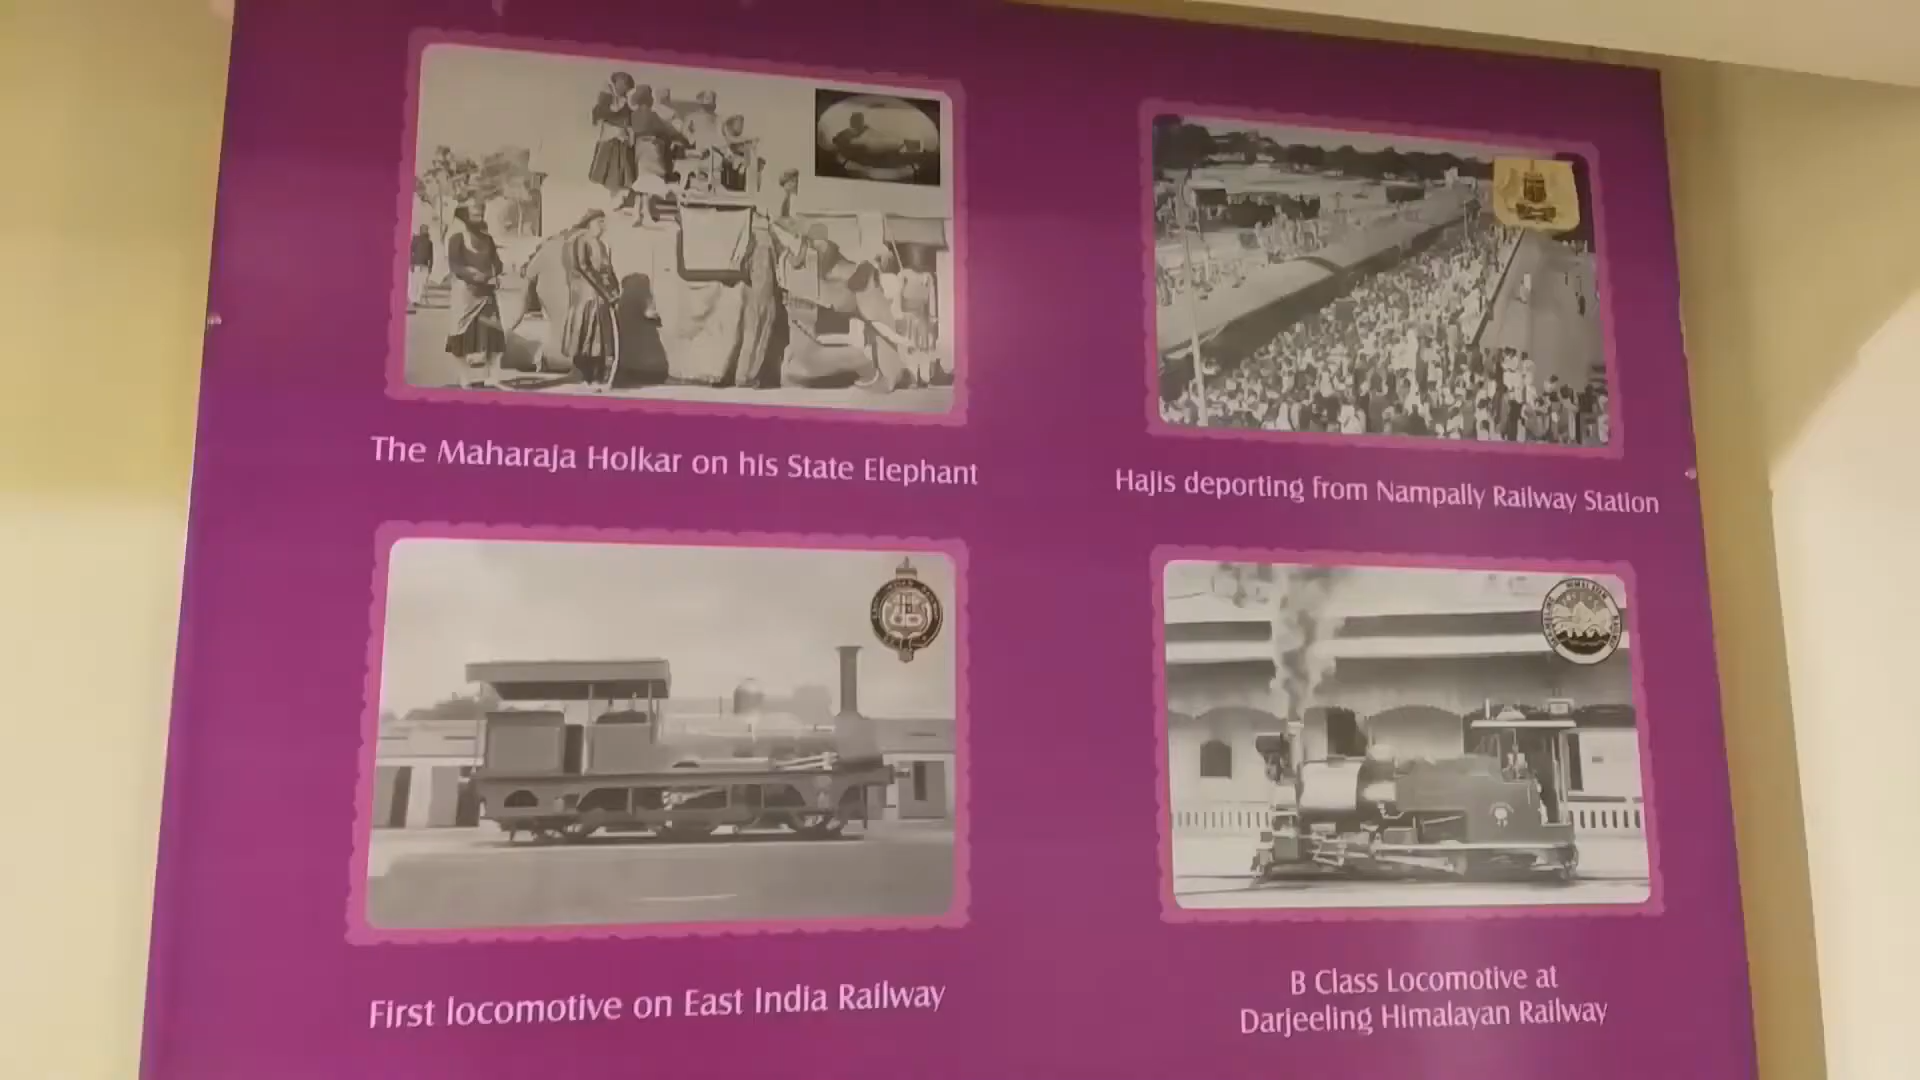 The Maharaja Holkar on his State Elephant
Hajis deporting from Nampally Railway Station
First locomotive on East India Railway
B Class Locomotive at
Darjeeling Himalayan Railway